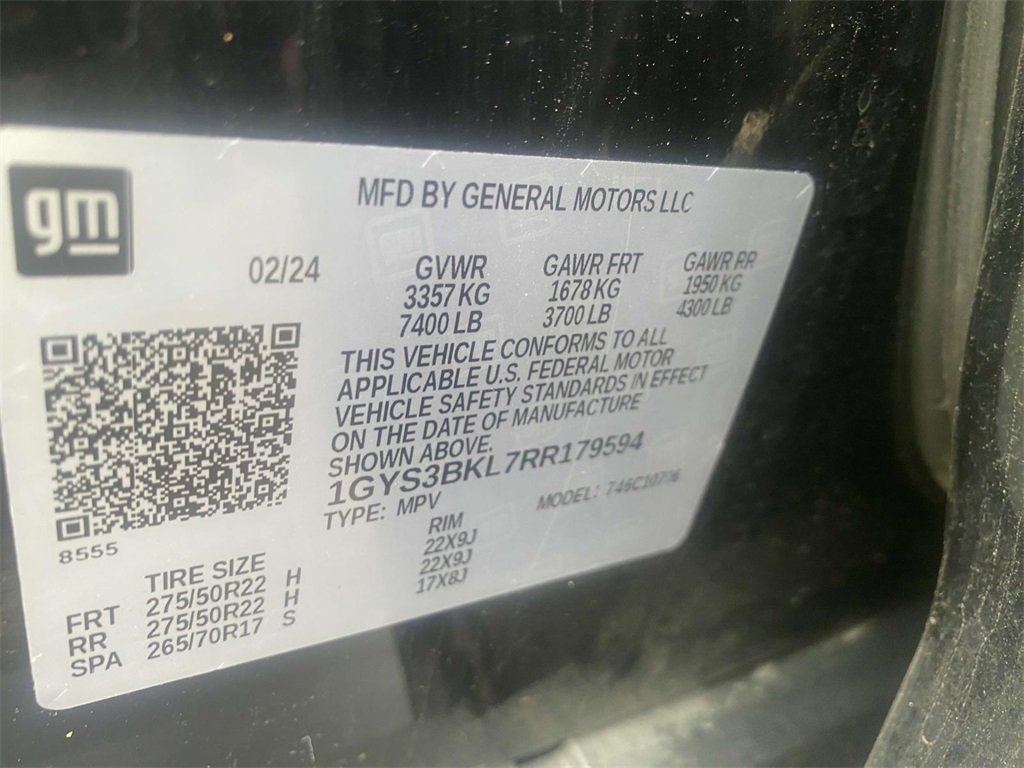 gm
MFD BY GENERAL MOTORS LLC
02/24
GVWR GAWR FRT GAWR RR
3357 KG 1678 KG 1950 KG
7400 LB 3700 LB 4300 LB
THIS VEHICLE CONFORMS TO ALL
APPLICABLE U.S. FEDERAL MOTOR
VEHICLE SAFETY STANDARDS IN EFFECT
ON THE DATE OF MANUFACTURE
SHOWN ABOVE.
1GYS3BKL7RR179594
TYPE: MPV MODEL:
8555
TIRE SIZE RIM
FRT 275/50R22 H 22X9J
RR 275/50R22 H 22X9J
SPA 265/70R17 S 17X8J